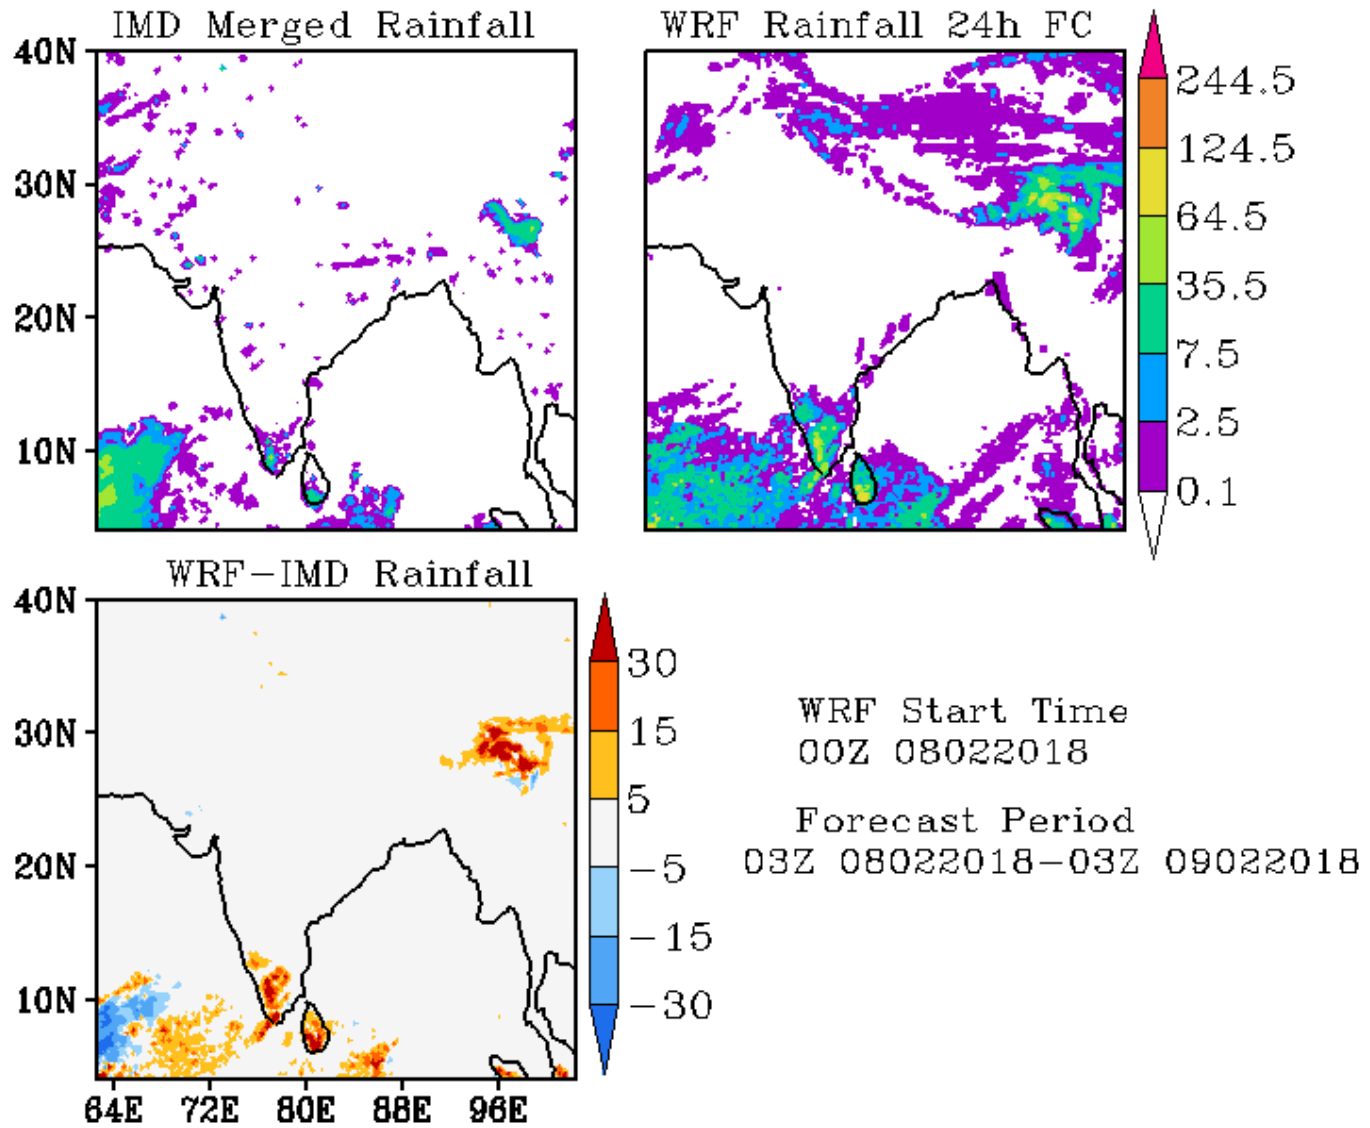 IMD Merged Rainfall
WRF Rainfall 24h FC
40N
30N
20N
10N
244.5
124.5
64.5
35.5
7.5
2.5
0.1
WRF-IMD Rainfall
40N
30N
20N
10N
64E 72E 80E 88E 96E
30
15
5
-5
-15
-30
WRF Start Time
00Z 08022018
Forecast Period
03Z 08022018-03Z 09022018